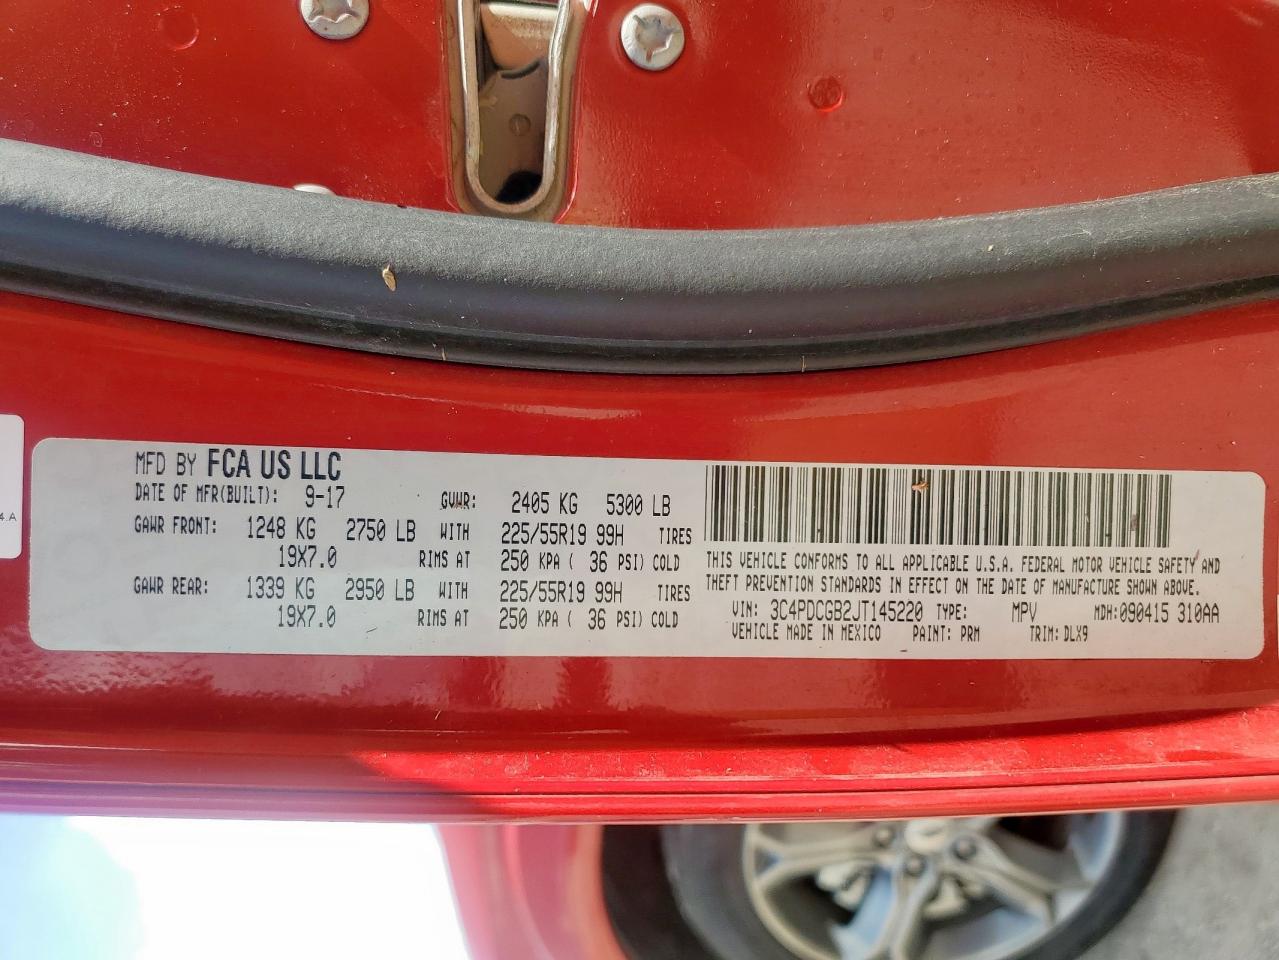 4.A
MFD BY FCA US LLC
DATE OF MFR(BUILT): 9-17 GVWR: 2405 KG 5300 LB
GAWR FRONT: 1248 KG 2750 LB WITH 225/55R19 99H TIRES
19X7.0 RIMS AT 250 KPA ( 36 PSI) COLD
GAWR REAR: 1339 KG 2950 LB WITH 225/55R19 99H TIRES
19X7.0 RIMS AT 250 KPA ( 36 PSI) COLD
THIS VEHICLE CONFORMS TO ALL APPLICABLE U.S.A. FEDERAL MOTOR VEHICLE SAFETY AND
THEFT PREVENTION STANDARDS IN EFFECT ON THE DATE OF MANUFACTURE SHOWN ABOVE.
VIN: 3C4PDCGB2JT145220 TYPE: MPV MDH:090415 310AA
VEHICLE MADE IN MEXICO PAINT: PRM TRIM: DLX9